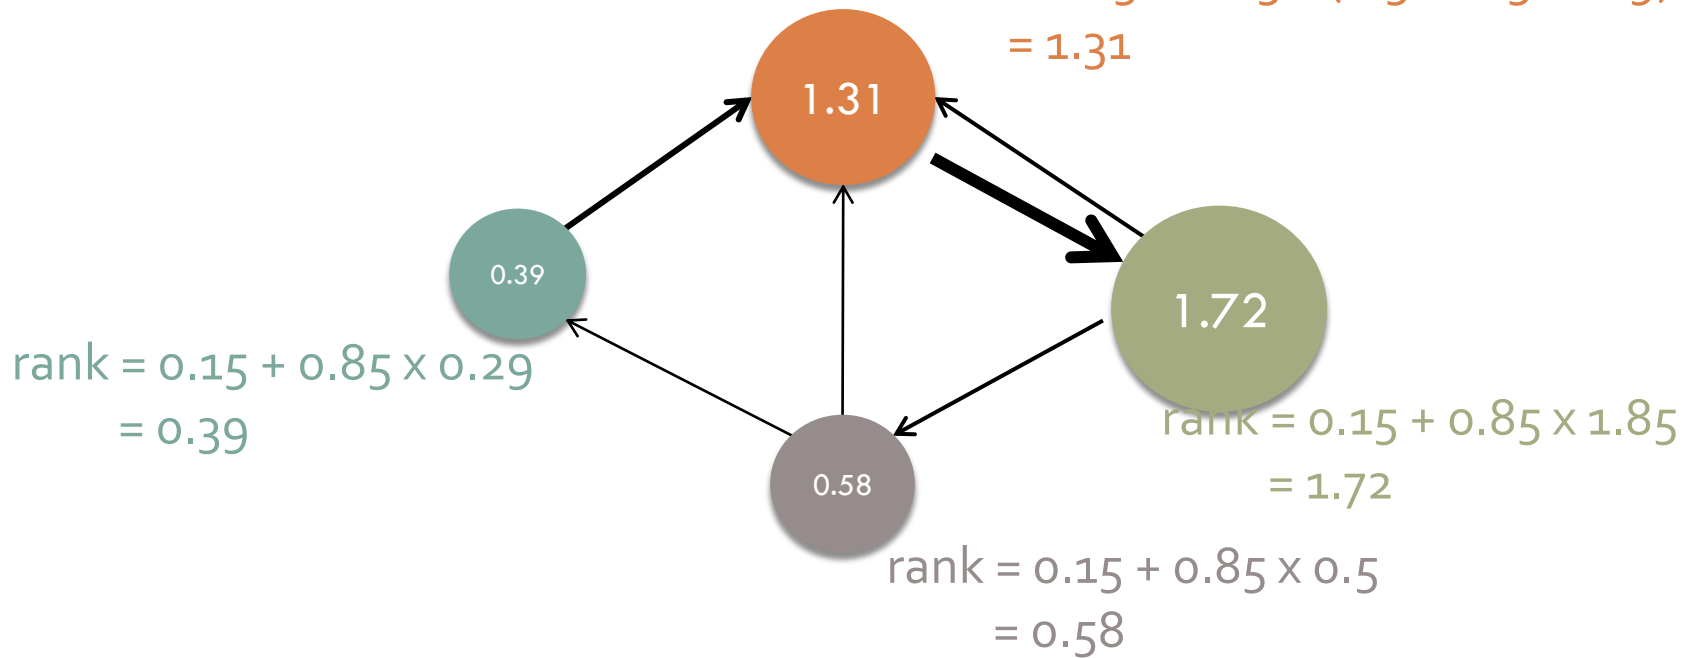 = 1.31
1.31
0.39
1.72
rank = 0.15 + 0.85 x 0.29
= 0.39
rank = 0.15 + 0.85 x 1.85
= 1.72
0.58
rank = 0.15 + 0.85 x 0.5
= 0.58